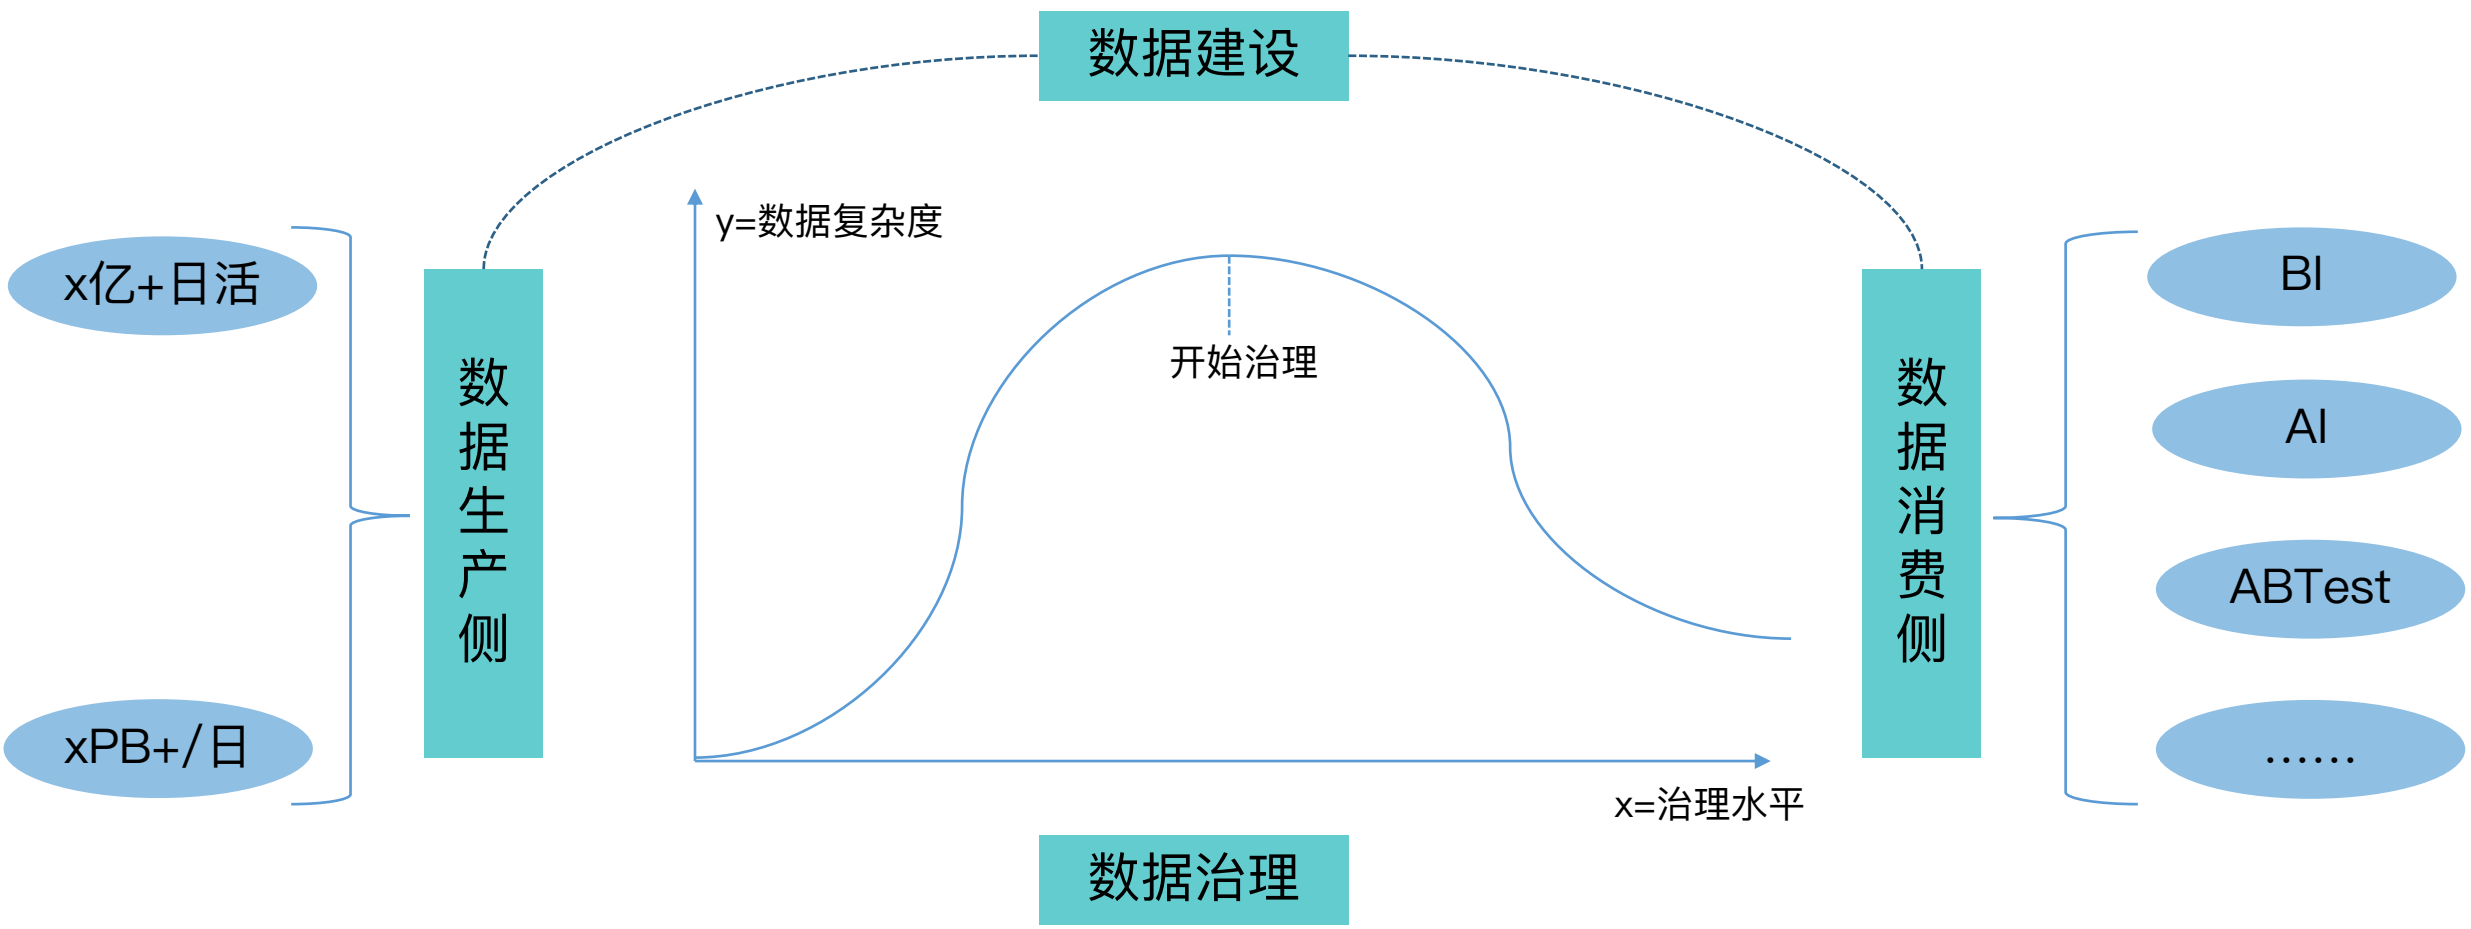 数据建设
y=数据复杂度
x亿+日活
开始治理
数据生产侧
xPB+/日
数据消费侧
BI
AI
ABTest
……
x=治理水平
数据治理